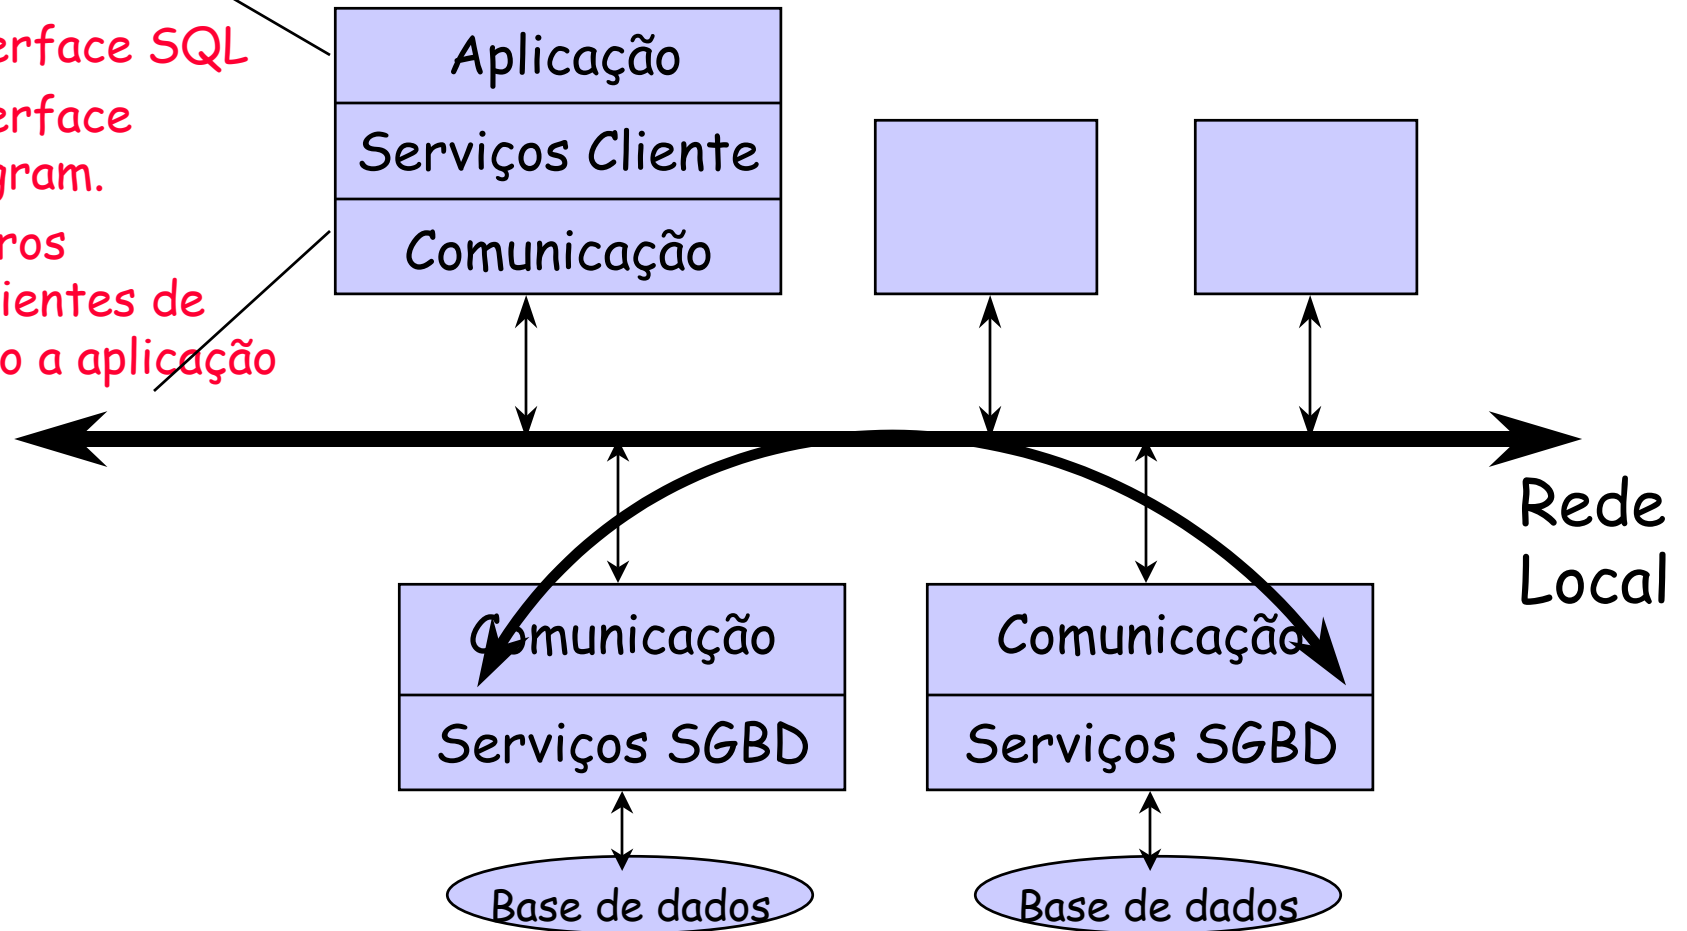 erface SQL
erface
gram.
ros
ientes de
o a aplicação
Aplicação
Serviços Cliente
Comunicação
Rede
Local
Comunicação
Serviços SGBD
Base de dados
Comunicação
Serviços SGBD
Base de dados